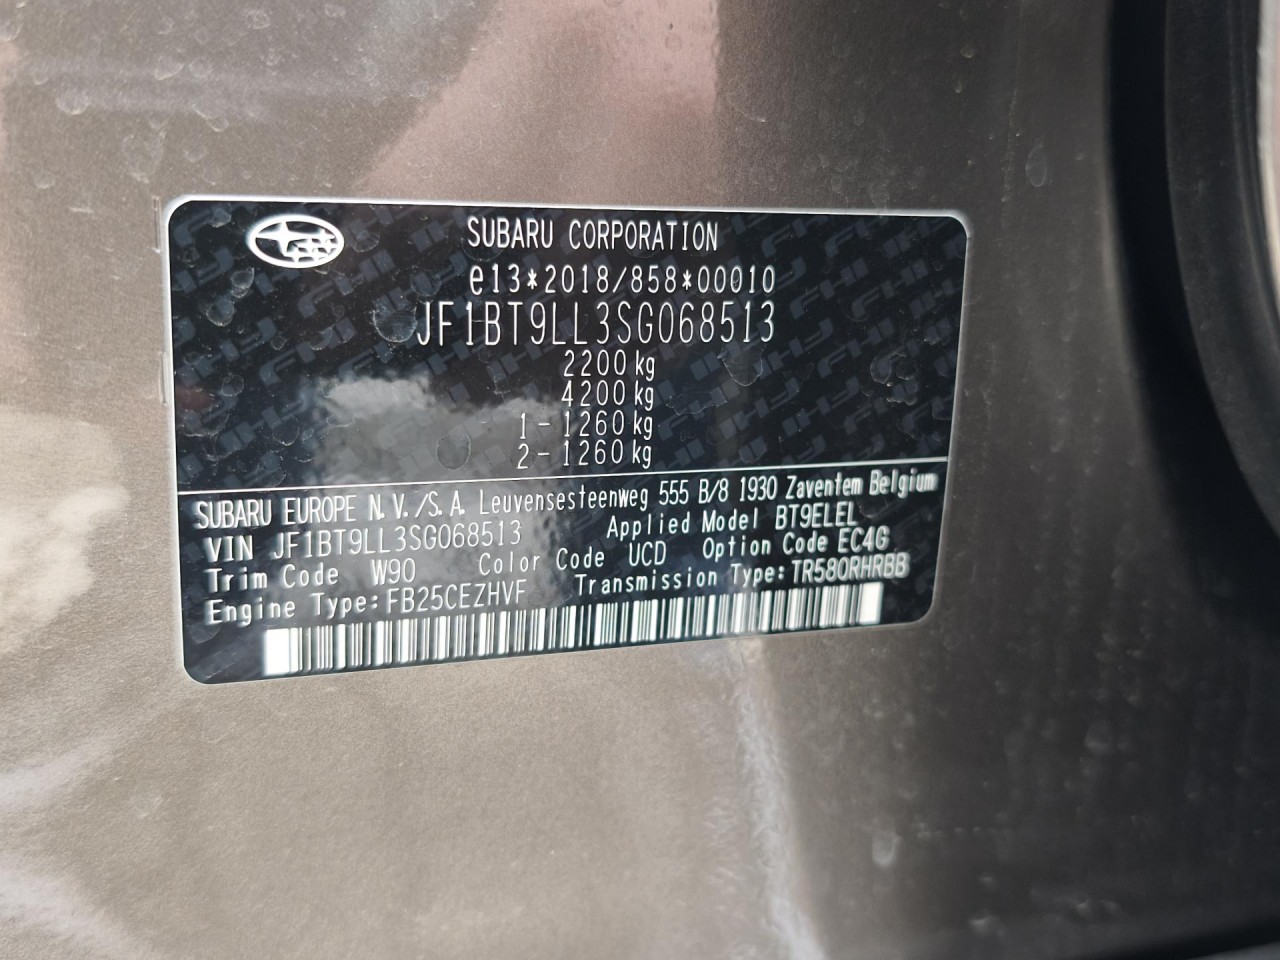 SUBARU CORPORATION
e13*2018/858*00010
JF1BT9LL3SG068513
2200 kg
4200 kg
1 - 1260 kg
2 - 1260 kg
SUBARU EUROPE N.V./S.A. Leuvensesteenweg 555 B/8 1930 Zaventem Belgium
VIN JF1BT9LL3SG068513 Applied Model BT9ELEL
Trim Code W90 Color Code UCD Option Code EC4G
Engine Type: FB25CEZHVF Transmission Type: TR580RHRBB